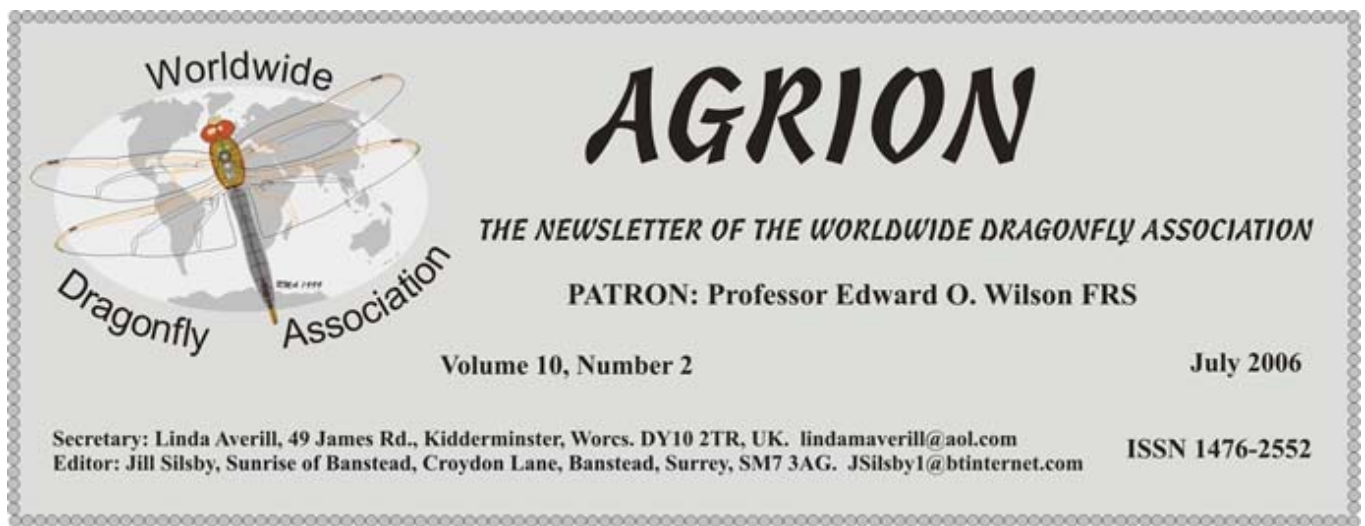 Worldwide
Dragonfly Association
AGRION
THE NEWSLETTER OF THE WORLDWIDE DRAGONFLY ASSOCIATION
PATRON: Professor Edward O. Wilson FRS
Volume 10, Number 2
July 2006
Secretary: Linda Averill, 49 James Rd., Kidderminster, Worcs. DY10 2TR, UK. lindamaverill@aol.com
Editor: Jill Silsby, Sunrise of Banstead, Croydon Lane, Banstead, Surrey, SM7 3AG. JSilsby1@btinternet.com
ISSN 1476-2552